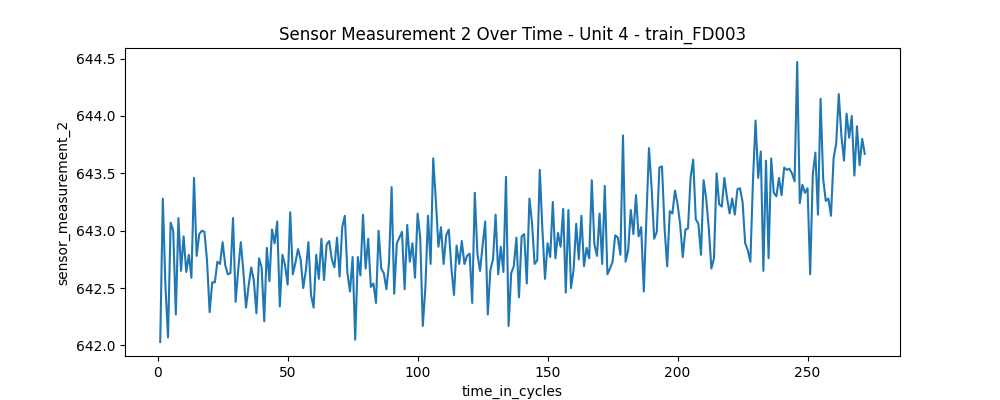 Sensor Measurement 2 Over Time - Unit 4 - train_FD003
644.5
644.0
643.5
643.0
642.5
642.0
sensor_measurement_2
0 50 100 150 200 250
time_in_cycles